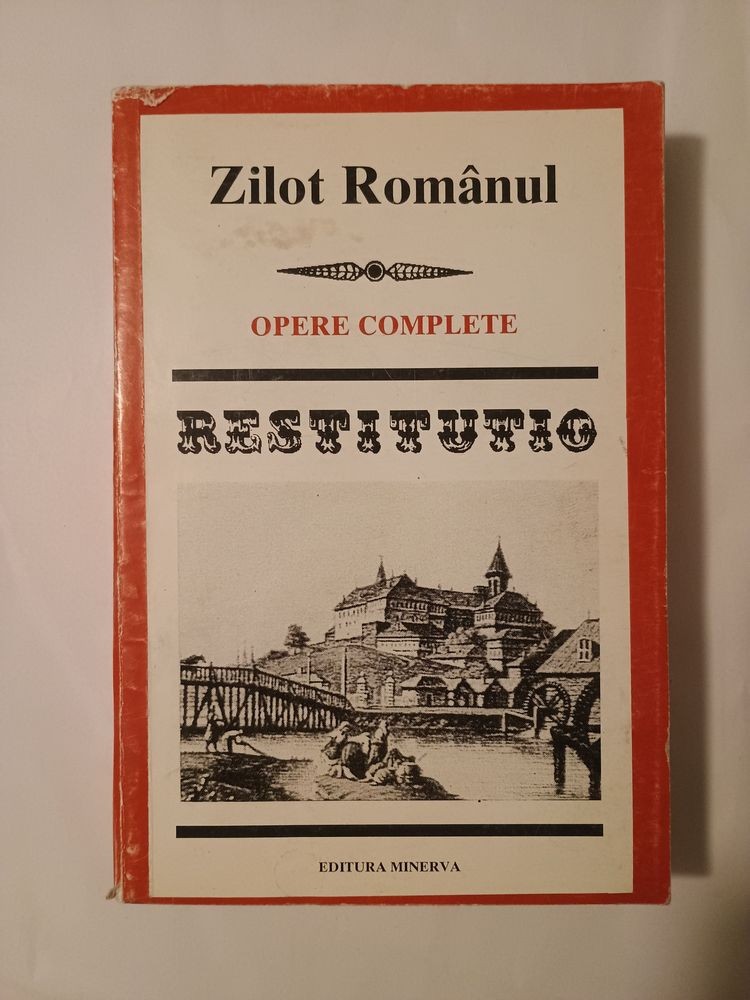 Zilot Românul
OPERE COMPLETE
RESTITUTIO
EDITURA MINERVA